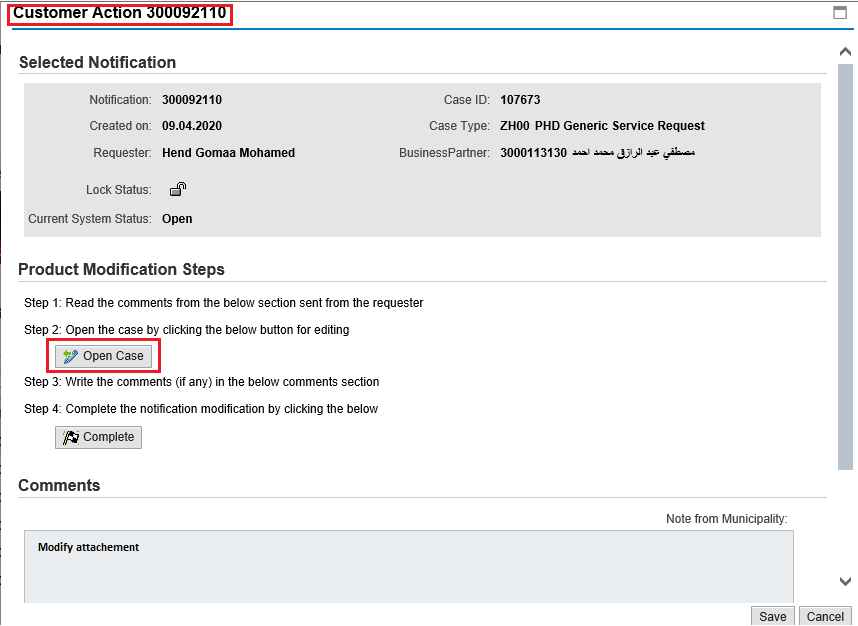 Customer Action 300092110
Selected Notification
Notification: 300092110 Case ID: 107673
Created on: 09.04.2020 Case Type: ZH00 PHD Generic Service Request
Requester: Hend Gomaa Mohamed BusinessPartner: 3000113130 مصطفي عبد الرازق محمد احمد
Lock Status:
Current System Status: Open
Product Modification Steps
Step 1: Read the comments from the below section sent from the requester
Step 2: Open the case by clicking the below button for editing
Open Case
Step 3: Write the comments (if any) in the below comments section
Step 4: Complete the notification modification by clicking the below
Complete
Comments
Note from Municipality:
Modify attachement
Save Cancel